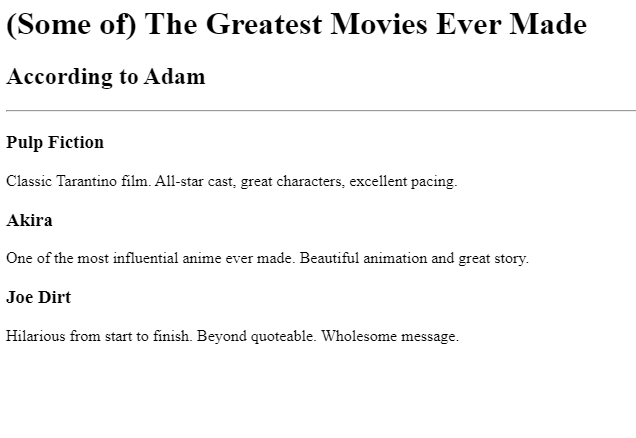 (Some of) The Greatest Movies Ever Made
According to Adam
Pulp Fiction
Classic Tarantino film. All-star cast, great characters, excellent pacing.
Akira
One of the most influential anime ever made. Beautiful animation and great story.
Joe Dirt
Hilarious from start to finish. Beyond quoteable. Wholesome message.